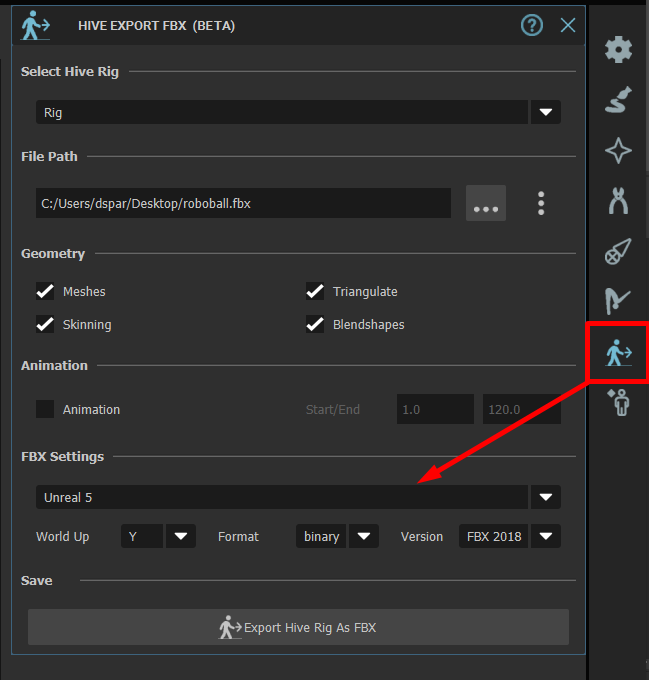 HIVE EXPORT FBX (BETA)
Select Hive Rig
Rig
File Path
C:/Users/dspar/Desktop/roboball.fbx
...
Geometry
Meshes Triangulate
Skinning Blendshapes
Animation
Animation Start/End 1.0 120.0
FBX Settings
Unreal 5
World Up Y Format binary Version FBX 2018
Save
Export Hive Rig As FBX